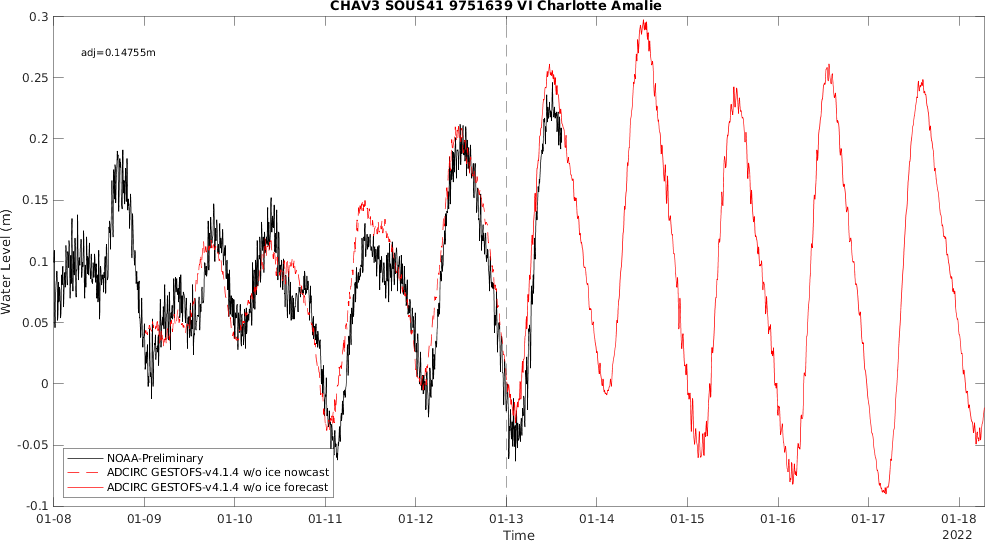 CHAV3 SOUS41 9751639 VI Charlotte Amalie
adj=0.14755m
Water Level (m)
0.3
0.25
0.2
0.15
0.1
0.05
0
-0.05
-0.1
NOAA-Preliminary
ADCIRC GESTOFS-v4.1.4 w/o ice nowcast
ADCIRC GESTOFS-v4.1.4 w/o ice forecast
01-08 01-09 01-10 01-11 01-12 01-13 01-14 01-15 01-16 01-17 01-18
Time
2022